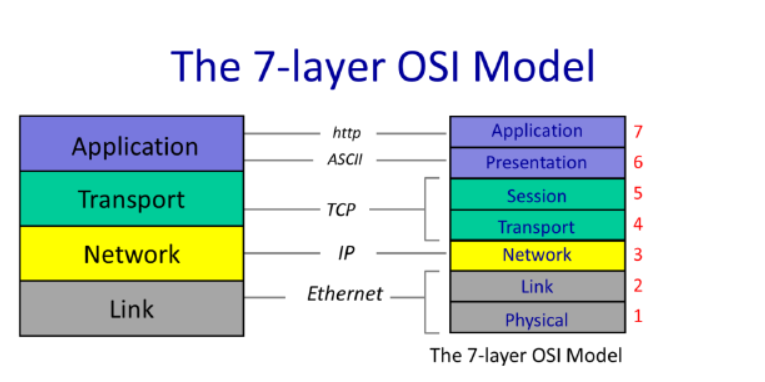 The 7-layer OSI Model
Application
Transport
Network
Link
http
ASCII
TCP
IP
Ethernet
Application 7
Presentation 6
Session 5
Transport 4
Network 3
Link 2
Physical 1
The 7-layer OSI Model